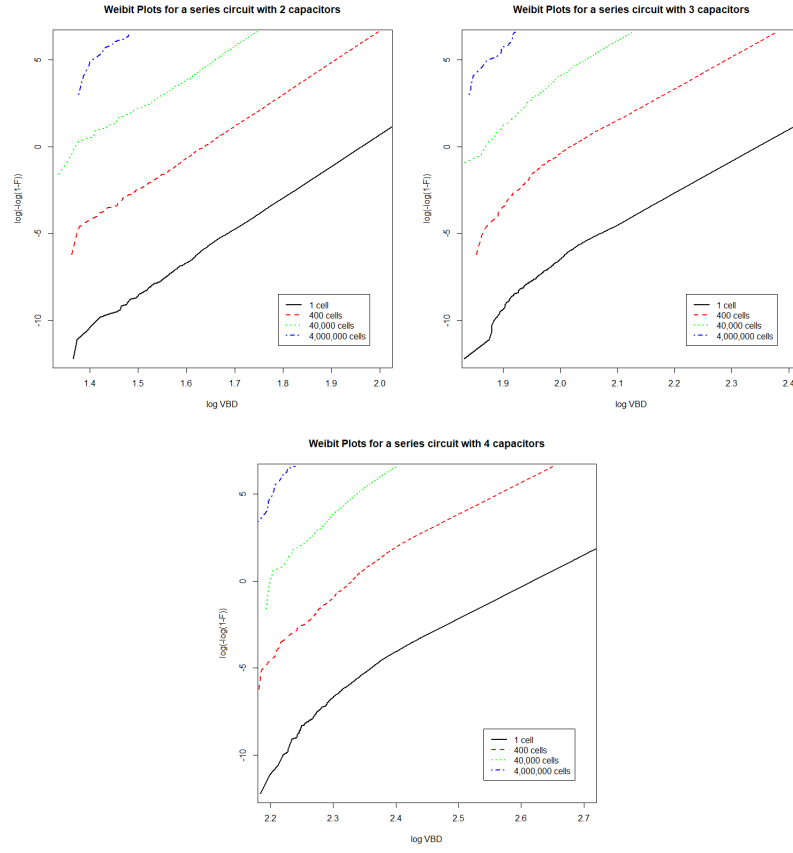 Weibit Plots for a series circuit with 2 capacitors
log(-log(1-F))
5
0
-5
-10
1 cell
400 cells
40,000 cells
4,000,000 cells
1.4 1.5 1.6 1.7 1.8 1.9 2.0
log VBD
Weibit Plots for a series circuit with 3 capacitors
log(-log(1-F))
5
0
-5
-10
1 cell
400 cells
40,000 cells
4,000,000 cells
1.9 2.0 2.1 2.2 2.3 2.4
log VBD
Weibit Plots for a series circuit with 4 capacitors
log(-log(1-F))
5
0
-5
-10
1 cell
400 cells
40,000 cells
4,000,000 cells
2.2 2.3 2.4 2.5 2.6 2.7
log VBD